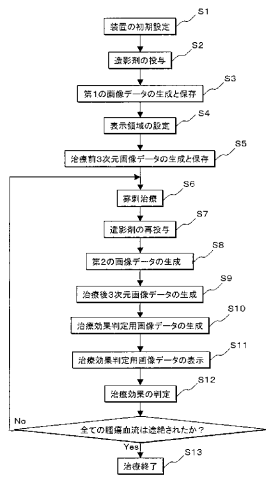 S1
装置の初期設定
S2
造影剤の投与
S3
第1の画像データの生成と保存
S4
表示領域の設定
S5
治療前3次元画像データの生成と保存
S6
穿刺治療
S7
造影剤の再投与
S8
第2の画像データの生成
S9
治療後3次元画像データの生成
S10
治療効果判定用画像データの生成
S11
治療効果判定用画像データの表示
S12
治療効果の判定
No
全ての腫瘍血流は途絶されたか？
Yes
S13
治療終了